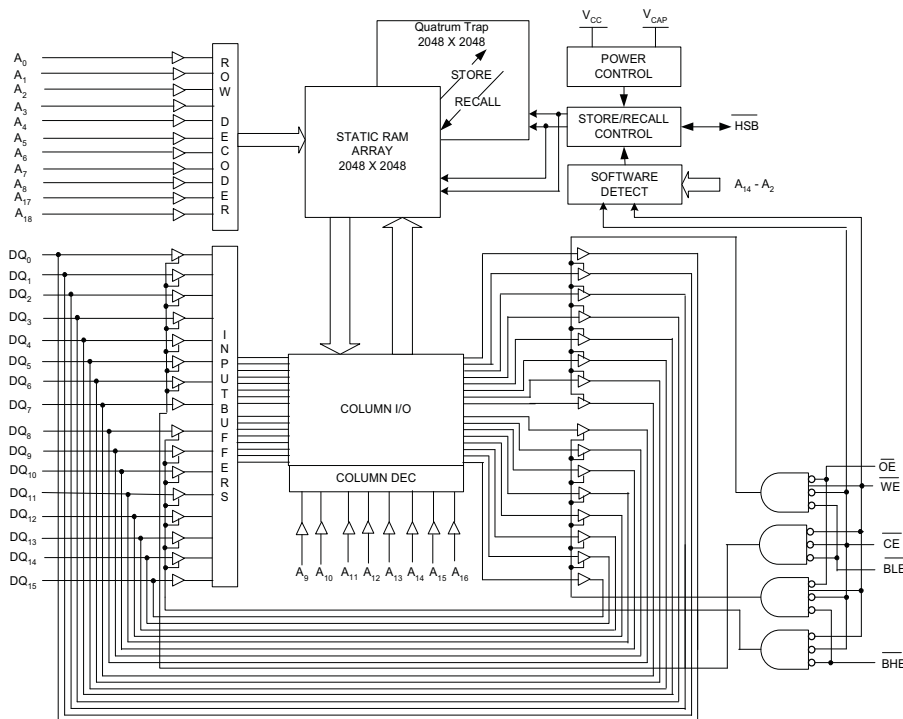 Quatrum Trap
2048 X 2048
STORE
RECALL
V_CC
V_CAP
POWER
CONTROL
STORE/RECALL
CONTROL
HSB
SOFTWARE
DETECT
A_14 - A_2
STATIC RAM
ARRAY
2048 X 2048
A_0
A_1
A_2
A_3
A_4
A_5
A_6
A_7
A_8
A_17
A_18
ROW DECODER
DQ_0
DQ_1
DQ_2
DQ_3
DQ_4
DQ_5
DQ_6
DQ_7
DQ_8
DQ_9
DQ_10
DQ_11
DQ_12
DQ_13
DQ_14
DQ_15
INPUTBUFFERS
COLUMN I/O
COLUMN DEC
A_9
A_10
A_11
A_12
A_13
A_14
A_15
A_16
OE
WE
CE
BLE
BHE